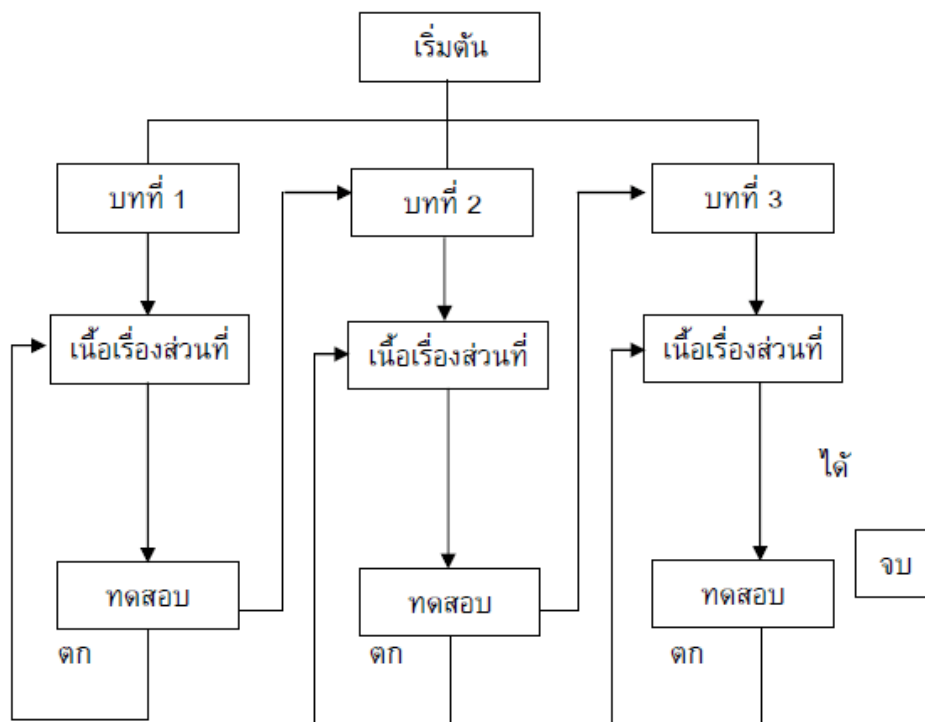 เริ่มต้น
บทที่ 1
บทที่ 2
บทที่ 3
เนื้อเรื่องส่วนที่
เนื้อเรื่องส่วนที่
เนื้อเรื่องส่วนที่
ได้
จบ
ทดสอบ
ทดสอบ
ทดสอบ
ตก
ตก
ตก